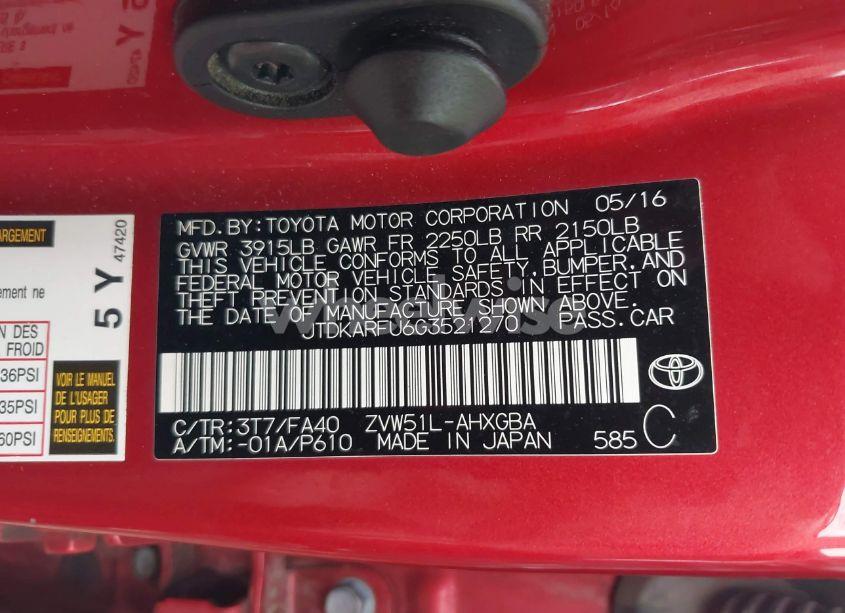 MFD. BY: TOYOTA MOTOR CORPORATION 05/16
GVWR 3915LB GAWR FR 2250LB RR 2150LB
THIS VEHICLE CONFORMS TO ALL APPLICABLE
FEDERAL MOTOR VEHICLE SAFETY, BUMPER, AND
THEFT PREVENTION STANDARDS IN EFFECT ON
THE DATE OF MANUFACTURE SHOWN ABOVE.
JTDKARFU6G3521270 PASS.CAR
C/TR:3T7/FA40 ZVW51L-AHXGBA
A/TM:-01A/P610 MADE IN JAPAN 585 C
ARGEMENT
ement ne
5 Y
47420
ON DES
À FROID
36PSI
35PSI
60PSI
VOIR LE MANUEL
DE L'USAGER
POUR PLUS DE
RENSEIGNEMENTS.